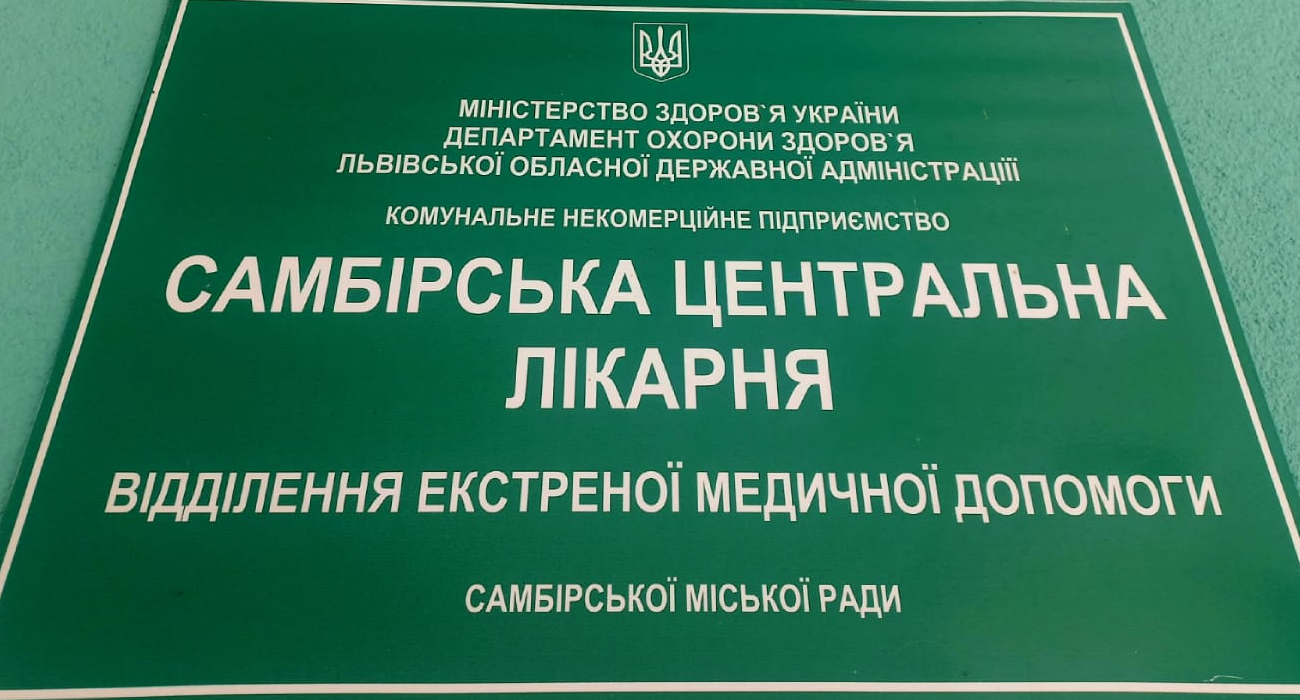 МІНІСТЕРСТВО ЗДОРОВ`Я УКРАЇНИ
ДЕПАРТАМЕНТ ОХОРОНИ ЗДОРОВ`Я
ЛЬВІВСЬКОЇ ОБЛАСНОЇ ДЕРЖАВНОЇ АДМІНІСТРАЦІЇЇ
КОМУНАЛЬНЕ НЕКОМЕРЦІЙНЕ ПІДПРИЄМСТВО
САМБІРСЬКА ЦЕНТРАЛЬНА
ЛІКАРНЯ
ВІДДІЛЕННЯ ЕКСТРЕНОЇ МЕДИЧНОЇ ДОПОМОГИ
САМБІРСЬКОЇ МІСЬКОЇ РАДИ